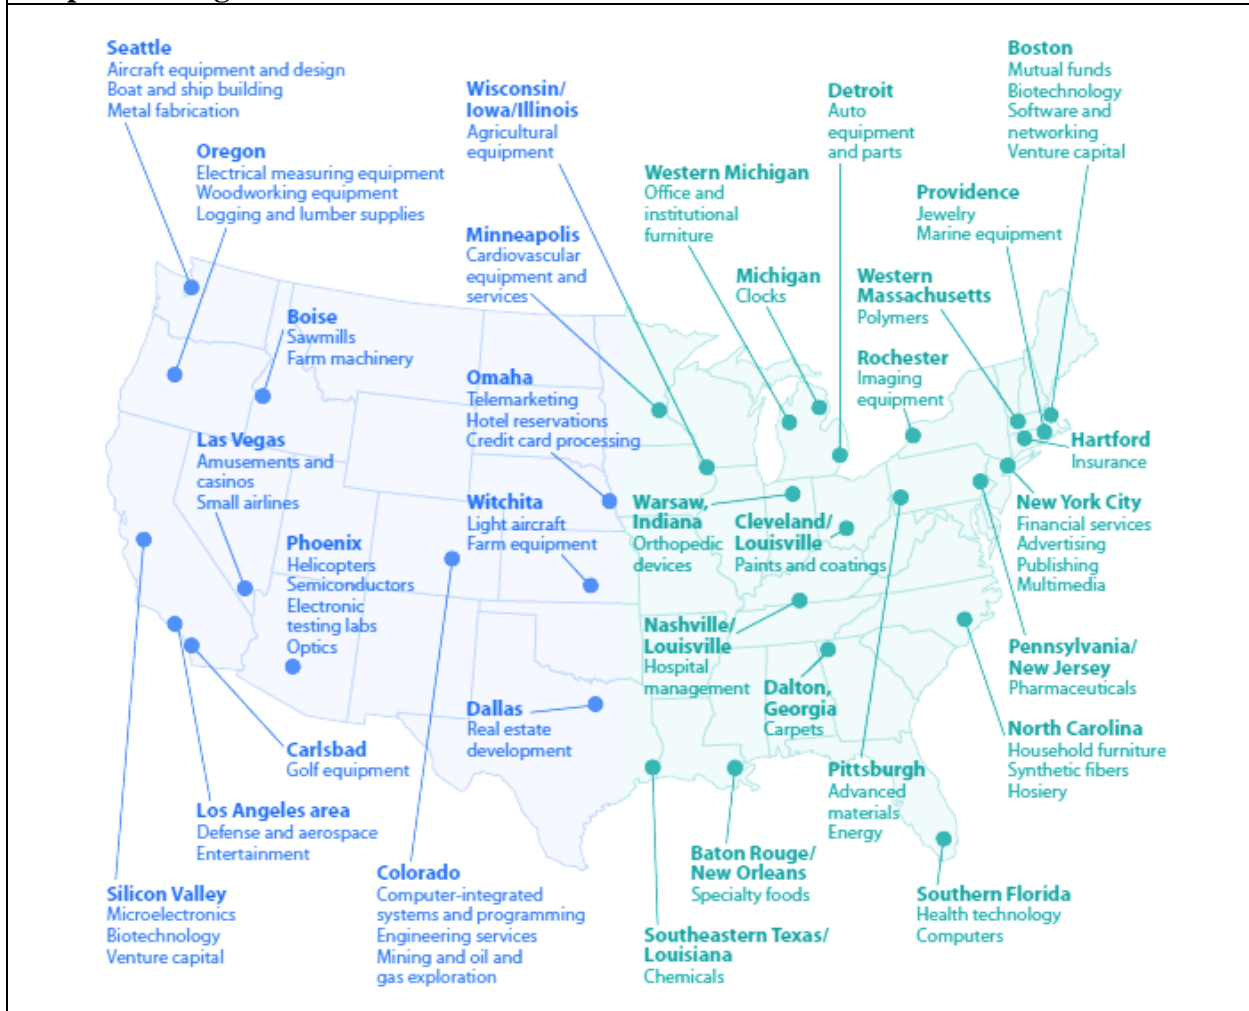 Seattle
Aircraft equipment and design
Boat and ship building
Metal fabrication
Oregon
Electrical measuring equipment
Woodworking equipment
Logging and lumber supplies
Boise
Sawmills
Farm machinery
Las Vegas
Amusements and
casinos
Small airlines
Phoenix
Helicopters
Semiconductors
Electronic
testing labs
Optics
Carlsbad
Golf equipment
Los Angeles area
Defense and aerospace
Entertainment
Silicon Valley
Microelectronics
Biotechnology
Venture capital
Colorado
Computer-integrated
systems and programming
Engineering services
Mining and oil and
gas exploration
Wisconsin/
Iowa/Illinois
Agricultural
equipment
Minneapolis
Cardiovascular
equipment and
services
Omaha
Telemarketing
Hotel reservations
Credit card processing
Witchita
Light aircraft
Farm equipment
Dallas
Real estate
development
Western Michigan
Office and
institutional
furniture
Michigan
Clocks
Detroit
Auto
equipment
and parts
Boston
Mutual funds
Biotechnology
Software and
networking
Venture capital
Providence
Jewelry
Marine equipment
Western
Massachusetts
Polymers
Rochester
Imaging
equipment
Hartford
Insurance
New York City
Financial services
Advertising
Publishing
Multimedia
Warsaw,
Indiana
Orthopedic
devices
Cleveland/
Louisville
Paints and coatings
Nashville/
Louisville
Hospital
management
Dalton,
Georgia
Carpets
Pennsylvania/
New Jersey
Pharmaceuticals
North Carolina
Household furniture
Synthetic fibers
Hosiery
Pittsburgh
Advanced
materials
Energy
Baton Rouge/
New Orleans
Specialty foods
Southeastern Texas/
Louisiana
Chemicals
Southern Florida
Health technology
Computers